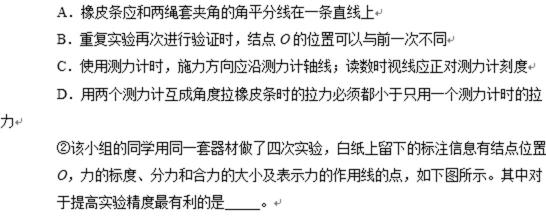 A．橡皮条应和两绳套夹角的角平分线在一条直线上↵
B．重复实验再次进行验证时，结点 O 的位置可以与前一次不同↵
C．使用测力计时，施力方向应沿测力计轴线；读数时视线应正对测力计刻度↵
D．用两个测力计互成角度拉橡皮条时的拉力必须都小于只用一个测力计时的拉
力↵
②该小组的同学用同一套器材做了四次实验，白纸上留下的标注信息有结点位置
O，力的标度、分力和合力的大小及表示力的作用线的点，如下图所示。其中对
于提高实验精度最有利的是_____。↵